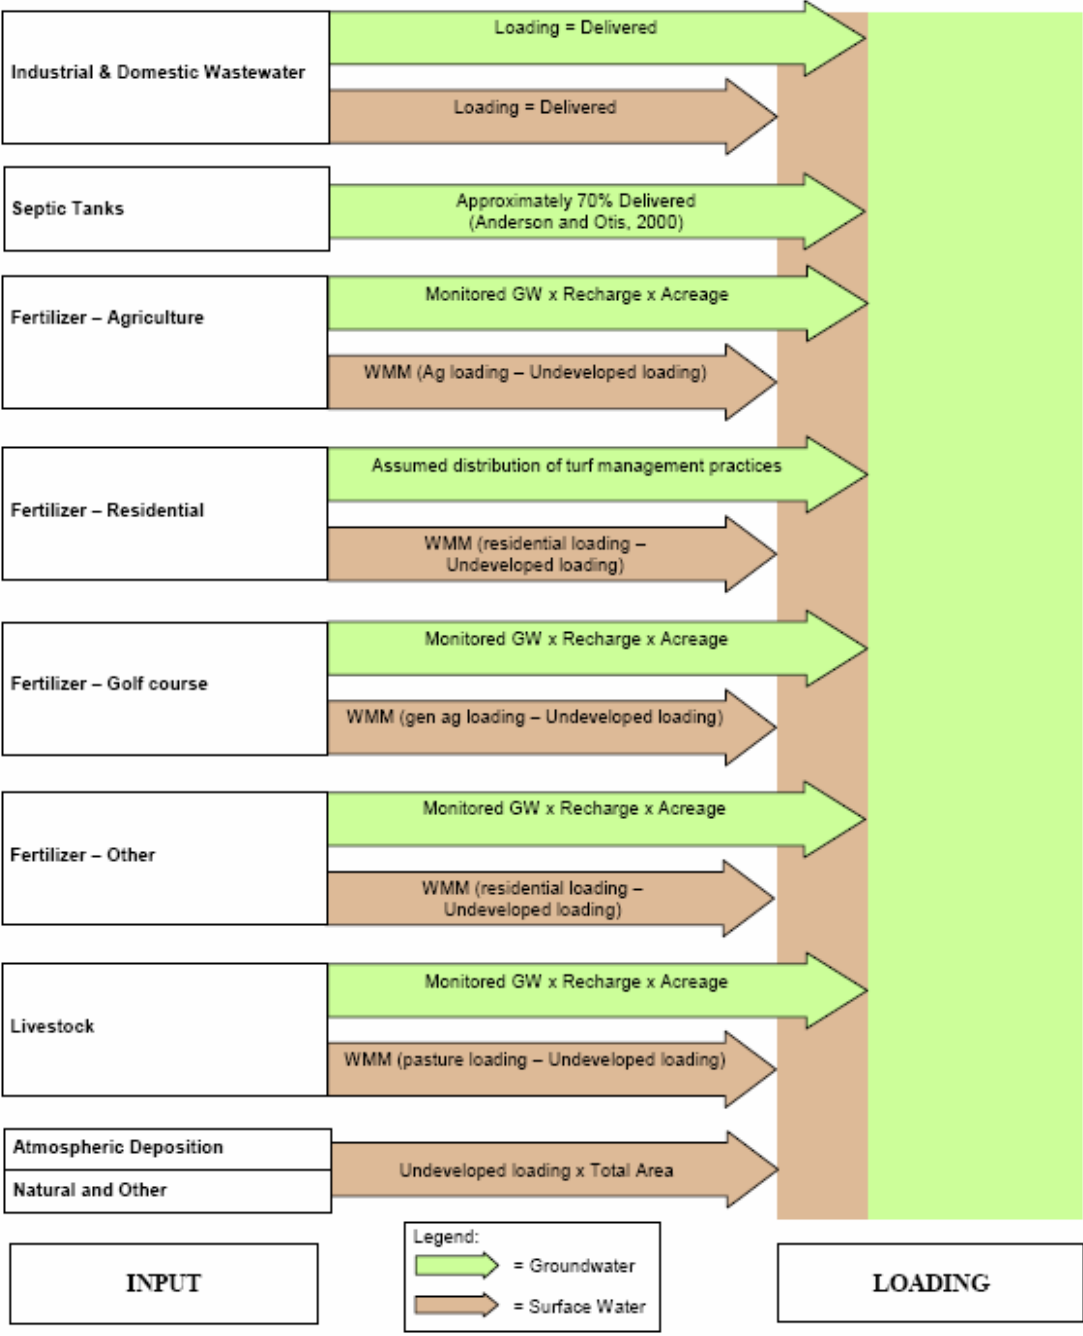 Loading = Delivered
Industrial & Domestic Wastewater
Loading = Delivered
Septic Tanks
Approximately 70% Delivered
(Anderson and Otis, 2000)
Monitored GW x Recharge x Acreage
Fertilizer – Agriculture
WMM (Ag loading – Undeveloped loading)
Assumed distribution of turf management practices
Fertilizer – Residential
WMM (residential loading –
Undeveloped loading)
Monitored GW x Recharge x Acreage
Fertilizer – Golf course
WMM (gen ag loading – Undeveloped loading)
Monitored GW x Recharge x Acreage
Fertilizer – Other
WMM (residential loading –
Undeveloped loading)
Monitored GW x Recharge x Acreage
Livestock
WMM (pasture loading – Undeveloped loading)
Atmospheric Deposition
Undeveloped loading x Total Area
Natural and Other
INPUT
Legend:
= Groundwater
= Surface Water
LOADING